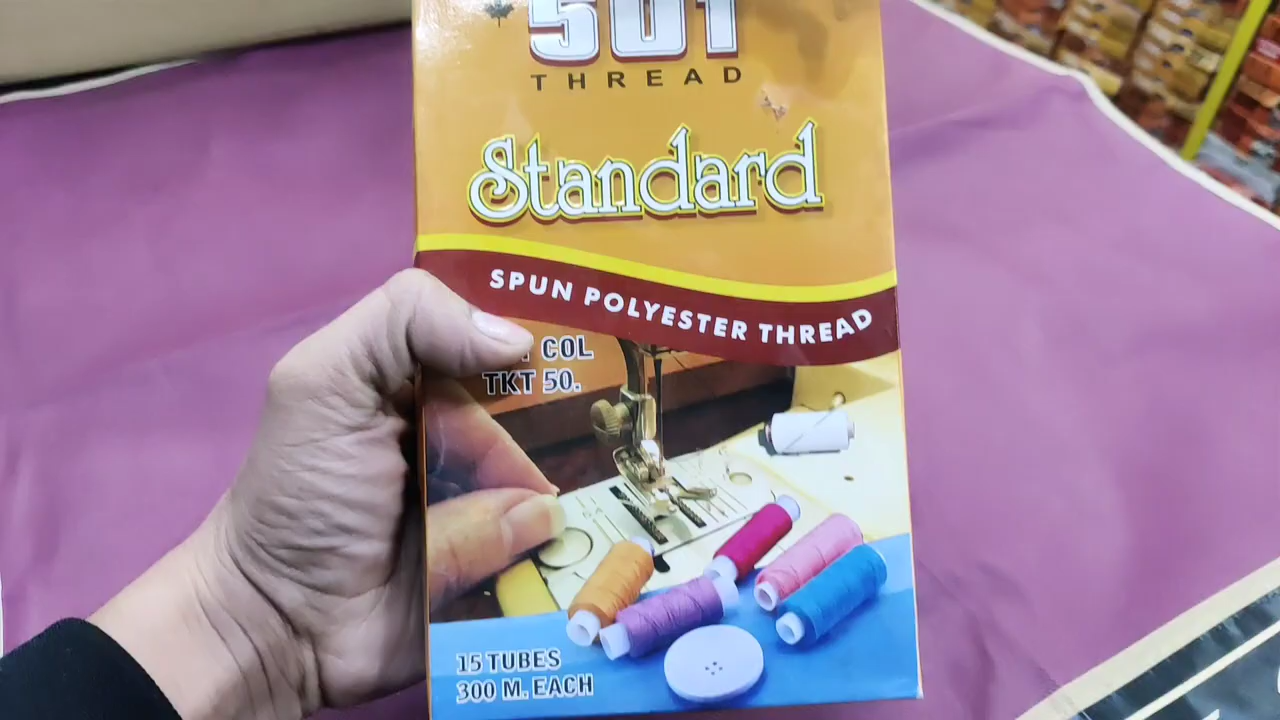 501
THREAD
Standard
SPUN POLYESTER THREAD
COL
TKT 50.
15 TUBES
300 M. EACH